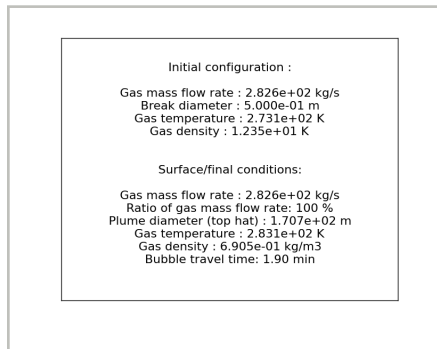 Initial configuration :
Gas mass flow rate : 2.826e+02 kg/s
Break diameter : 5.000e-01 m
Gas temperature : 2.731e+02 K
Gas density : 1.235e+01 K
Surface/final conditions:
Gas mass flow rate : 2.826e+02 kg/s
Ratio of gas mass flow rate: 100 %
Plume diameter (top hat) : 1.707e+02 m
Gas temperature : 2.831e+02 K
Gas density : 6.905e-01 kg/m3
Bubble travel time: 1.90 min